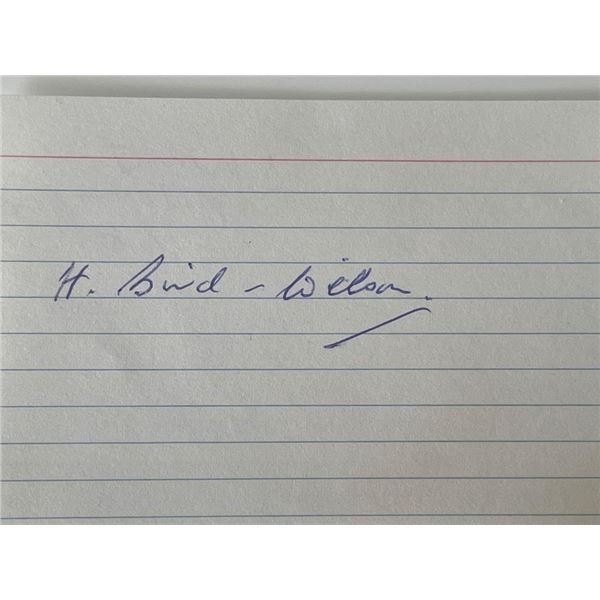 H. Bird - Wilson.